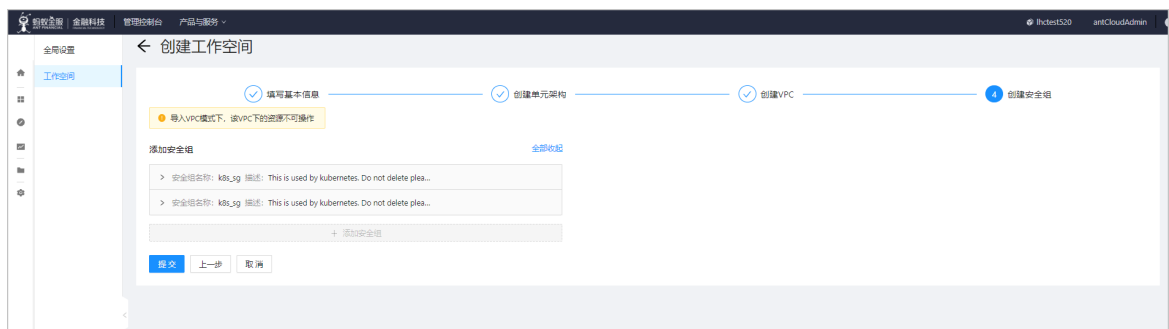 蚂蚁金服 金融科技 管理控制台 产品与服务 lhctest520 antCloudAdmin
ANT FINANCIAL
全局设置
工作空间
创建工作空间
填写基本信息 创建单元架构 创建VPC 4 创建安全组
导入VPC模式下，该VPC下的资源不可操作
添加安全组 全部收起
安全组名称: k8s_sg 描述: This is used by kubernetes. Do not delete plea...
安全组名称: k8s_sg 描述: This is used by kubernetes. Do not delete plea...
+ 添加安全组
提交 上一步 取消